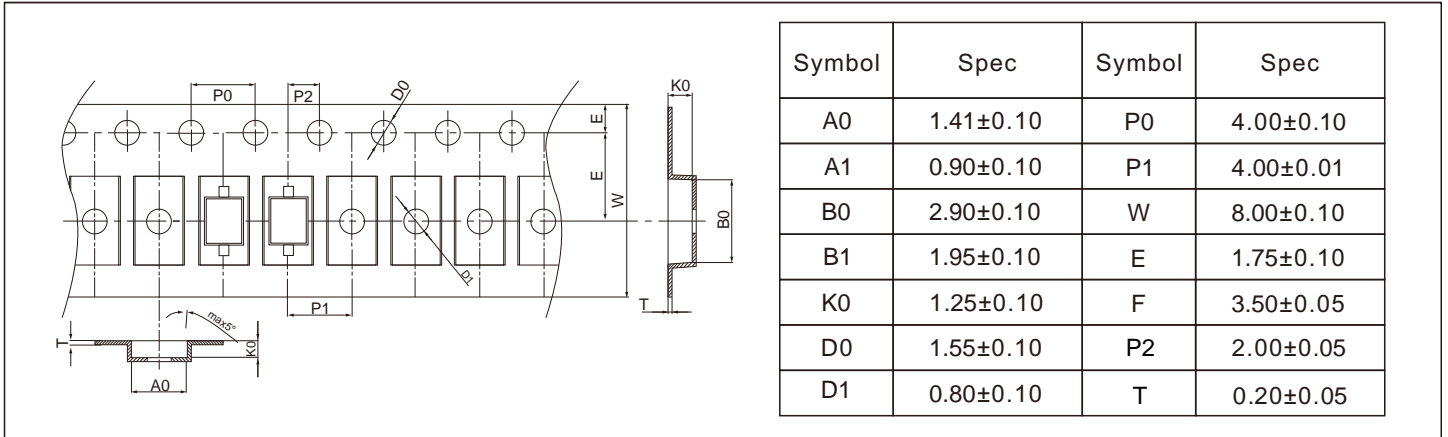 P0
P2
D0
E
E
W
D1
P1
T
max5°
K0
A0
K0
B0
T
Symbol Spec Symbol Spec
A0 1.41±0.10 P0 4.00±0.10
A1 0.90±0.10 P1 4.00±0.01
B0 2.90±0.10 W 8.00±0.10
B1 1.95±0.10 E 1.75±0.10
K0 1.25±0.10 F 3.50±0.05
D0 1.55±0.10 P2 2.00±0.05
D1 0.80±0.10 T 0.20±0.05